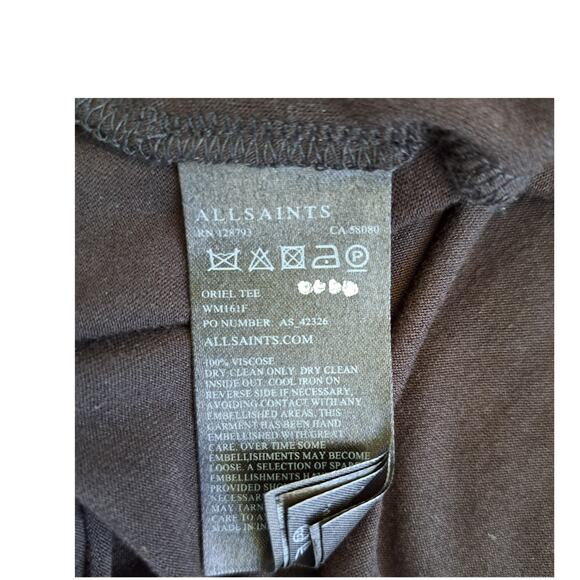 ALLSAINTS
RN 128793 CA 58080
ORIEL TEE
WM161F
PO NUMBER: AS_42326
ALLSAINTS.COM
100% VISCOSE
DRY CLEAN ONLY. DRY CLEAN
INSIDE OUT. COOL IRON ON
REVERSE SIDE IF NECESSARY,
AVOIDING CONTACT WITH ANY
EMBELLISHED AREAS, THIS
GARMENT HAS BEEN HAND
EMBELLISHED WITH GREAT
CARE. OVER TIME SOME
EMBELLISHMENTS MAY BECOME
LOOSE. A SELECTION OF
EMBELLISHMENTS
PROVIDED
NECESSARY
MAY
CARE TO
MADE IN